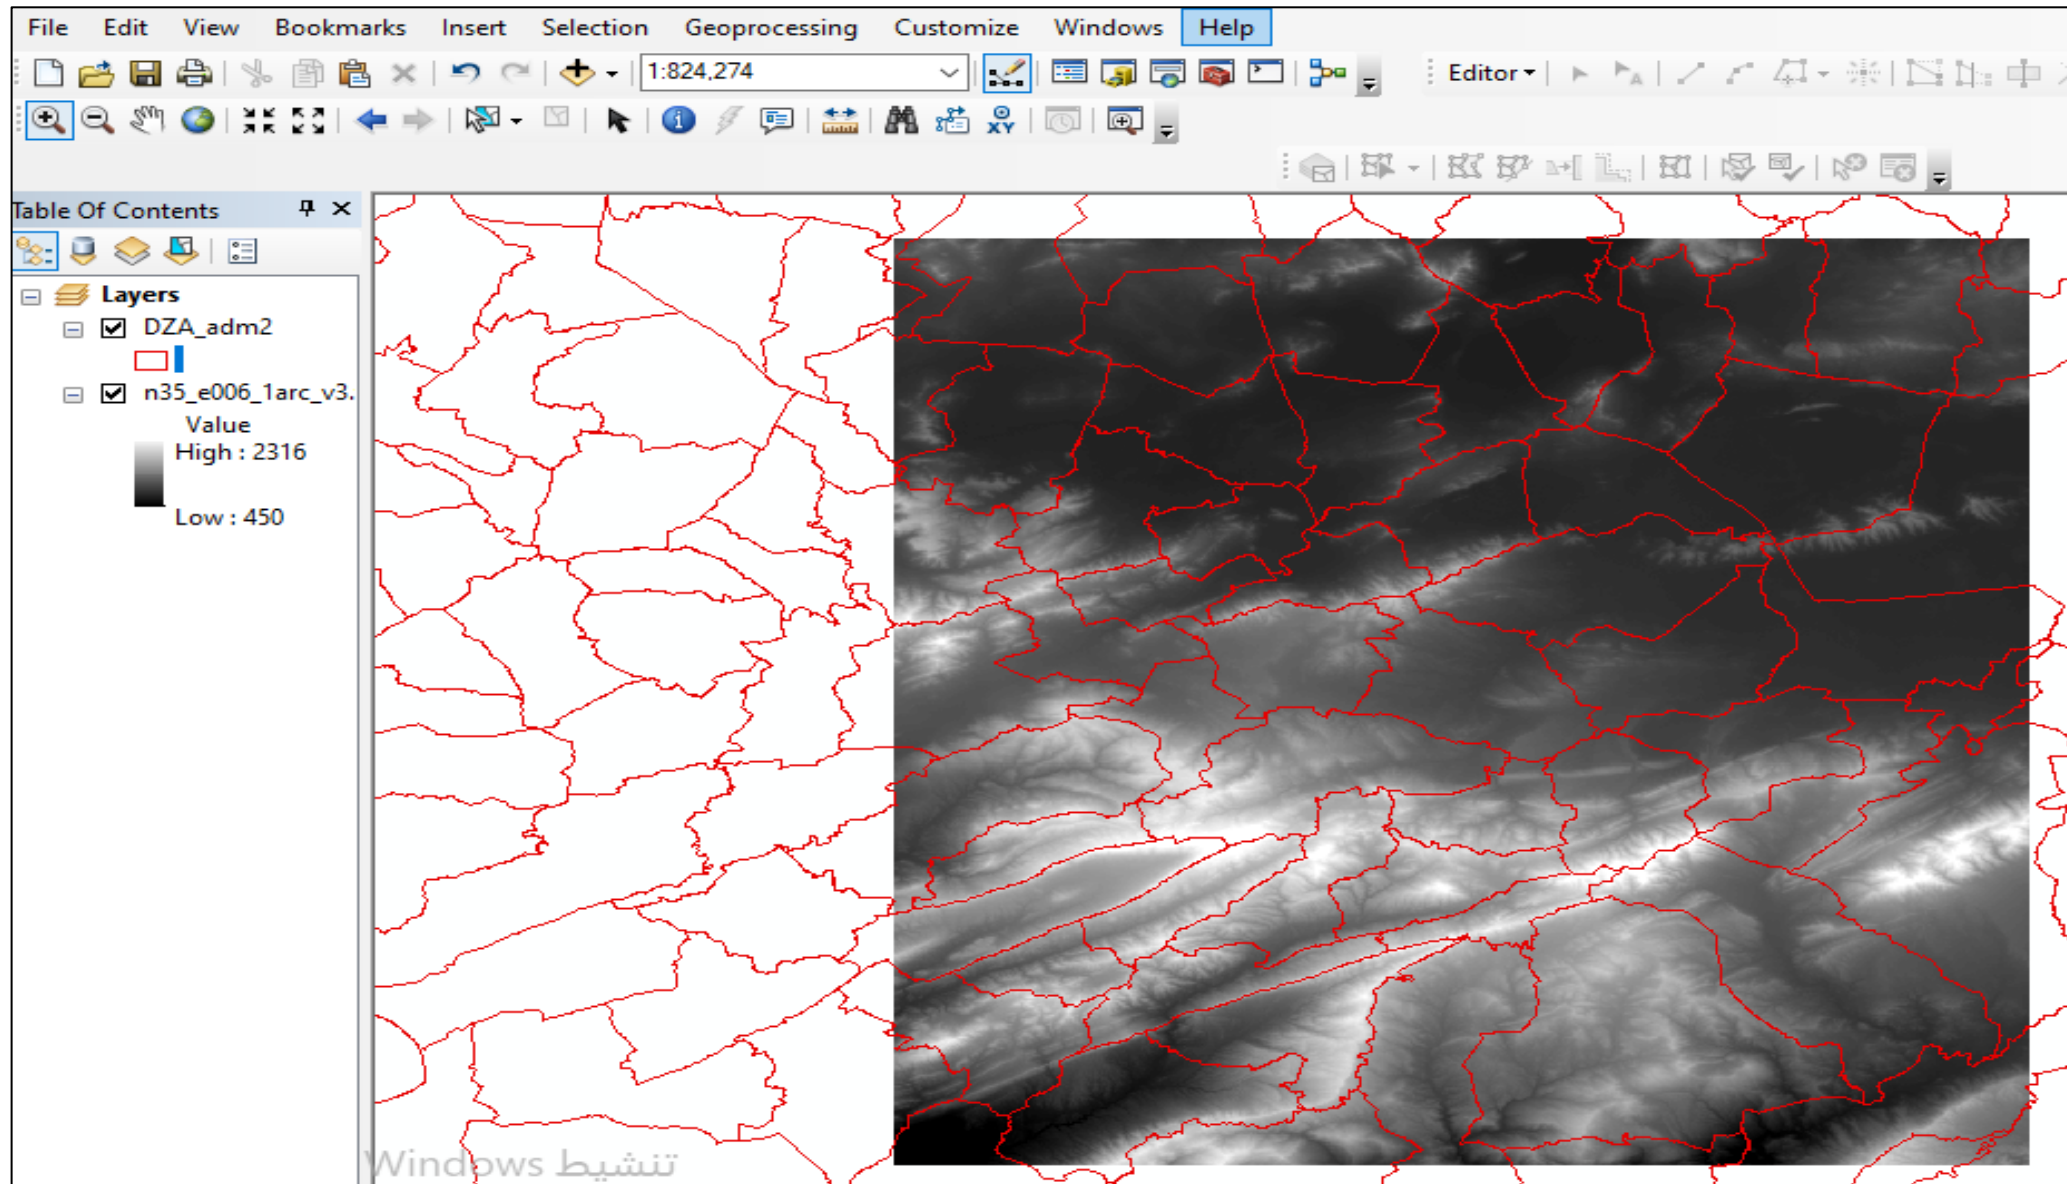 File Edit View Bookmarks Insert Selection Geoprocessing Customize Windows Help
1:824,274
Editor
XY
Table Of Contents
Layers
DZA_adm2
n35_e006_1arc_v3.
Value
High : 2316
Low : 450
تنشيط Windows